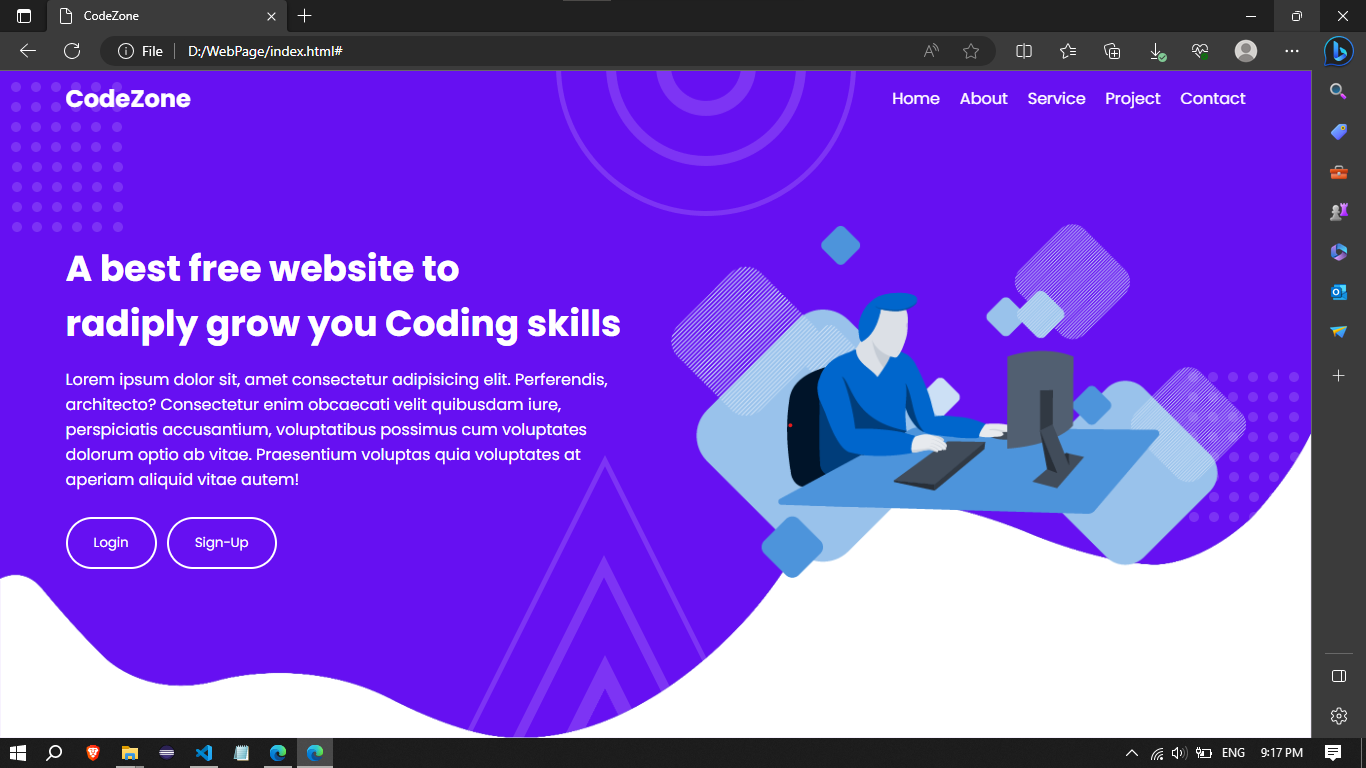 CodeZone
File
D:/WebPage/index.html#
CodeZone
Home About Service Project Contact
A best free website to
radiply grow you Coding skills
Lorem ipsum dolor sit, amet consectetur adipisicing elit. Perferendis,
architecto? Consectetur enim obcaecati velit quibusdam iure,
perspiciatis accusantium, voluptatibus possimus cum voluptates
dolorum optio ab vitae. Praesentium voluptas quia voluptates at
aperiam aliquid vitae autem!
Login Sign-Up
ENG 9:17 PM